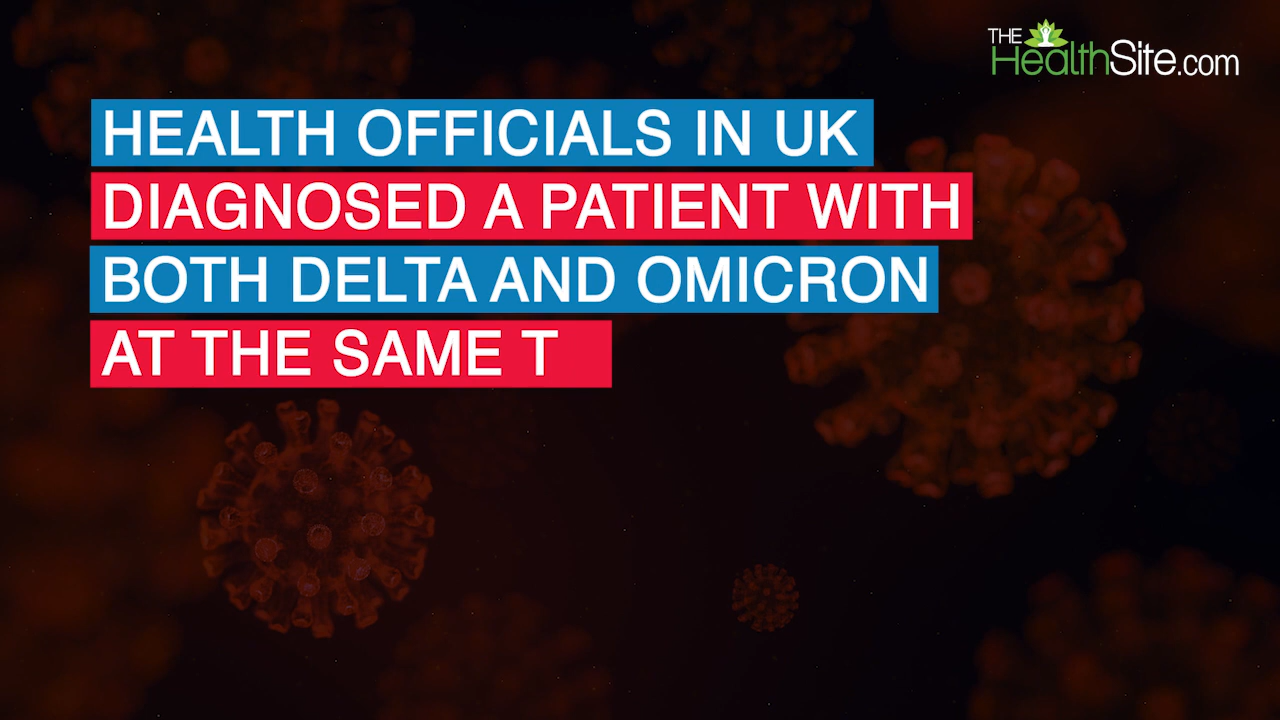 THE
HealthSite.com
HEALTH OFFICIALS IN UK
DIAGNOSED A PATIENT WITH
BOTH DELTA AND OMICRON
AT THE SAME T